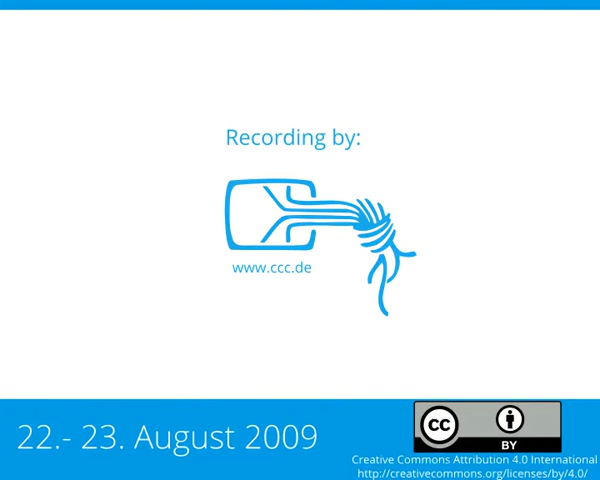 Recording by:
www.ccc.de
22.- 23. August 2009
CC
BY
Creative Commons Attribution 4.0 International
http://creativecommons.org/licenses/by/4.0/